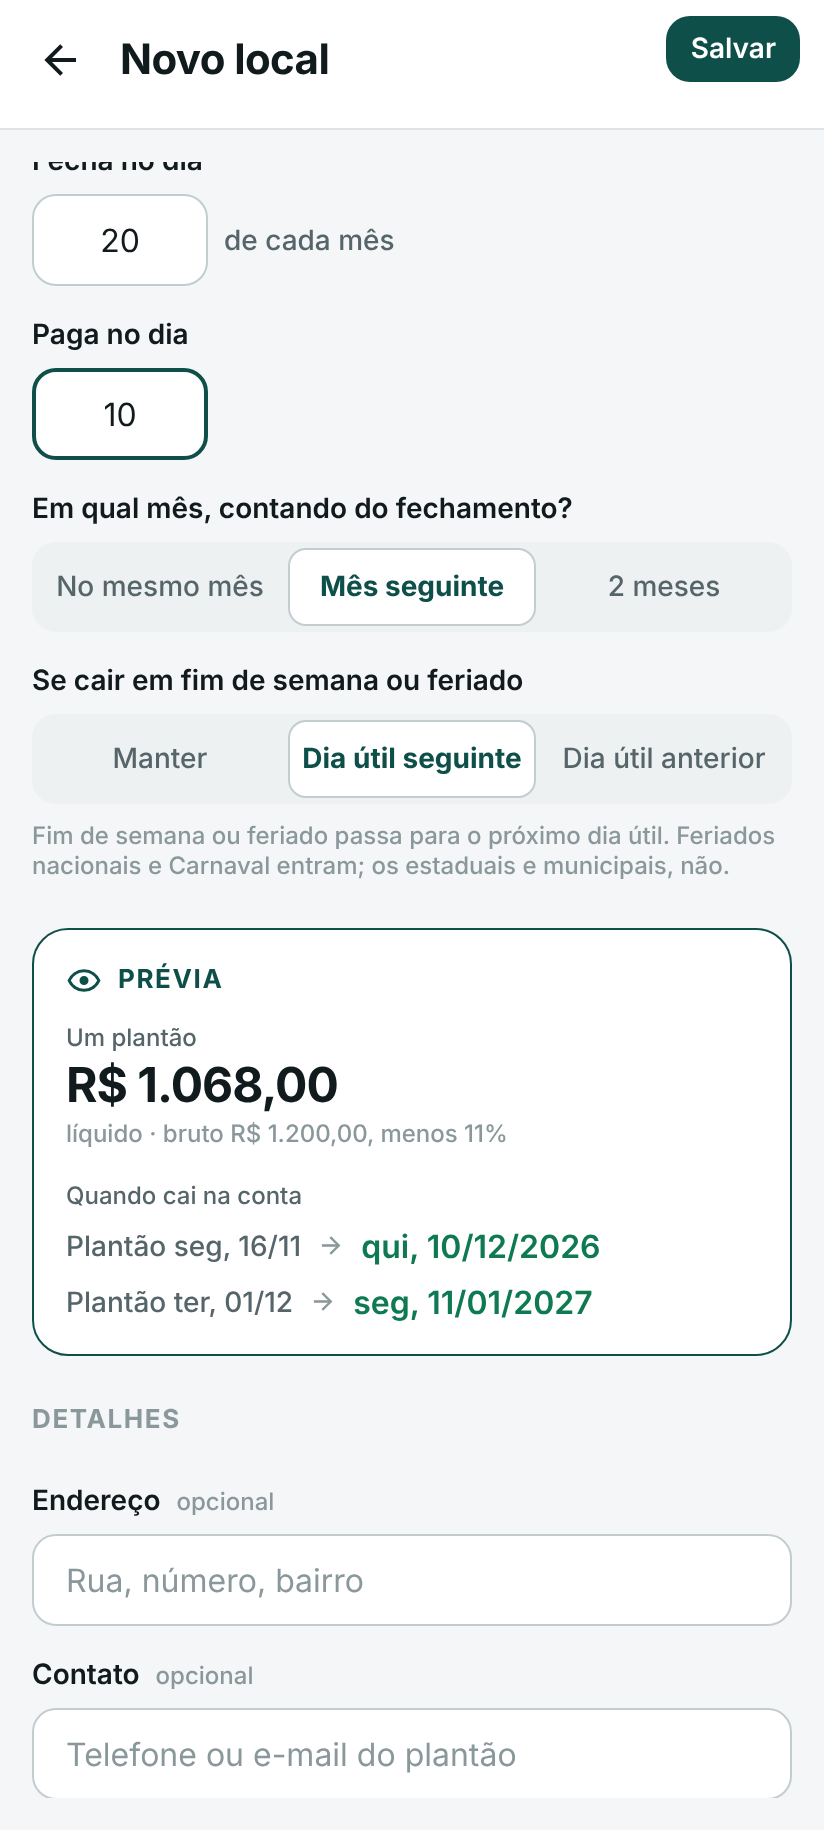 Novo local
Salvar
Fecha no dia
20
de cada mês
Paga no dia
10
Em qual mês, contando do fechamento?
No mesmo mês
Mês seguinte
2 meses
Se cair em fim de semana ou feriado
Manter
Dia útil seguinte
Dia útil anterior
Fim de semana ou feriado passa para o próximo dia útil. Feriados
nacionais e Carnaval entram; os estaduais e municipais, não.
PRÉVIA
Um plantão
R$ 1.068,00
líquido · bruto R$ 1.200,00, menos 11%
Quando cai na conta
Plantão seg, 16/11 → qui, 10/12/2026
Plantão ter, 01/12 → seg, 11/01/2027
DETALHES
Endereço opcional
Rua, número, bairro
Contato opcional
Telefone ou e-mail do plantão